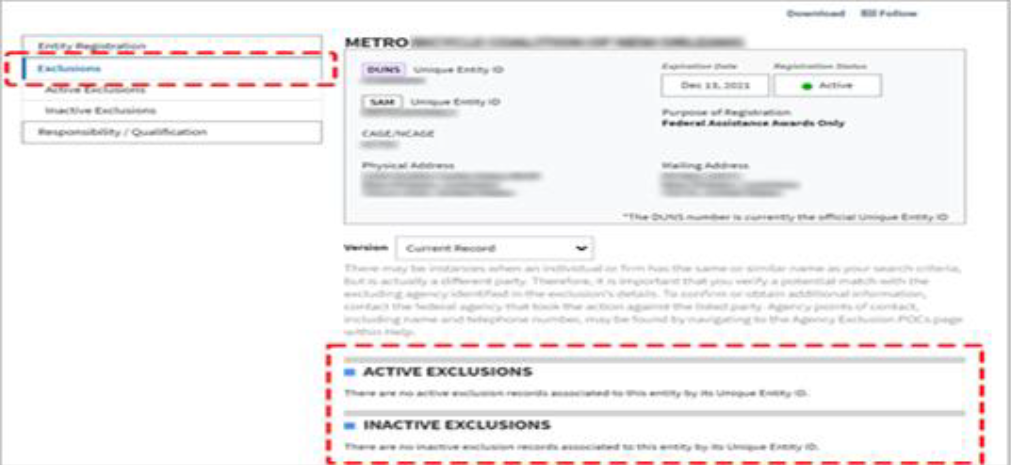 Download Follow
Entity Registration
Exclusions
Active Exclusions
Inactive Exclusions
Responsibility / Qualification
METRO
DUNS Unique Entity ID
SAM Unique Entity ID
CAGE/NCAGE
Physical Address
Expiration Date Registration Status
Dec 13, 2021 Active
Purpose of Registration
Federal Assistance Awards Only
Mailing Address
*The DUNS number is currently the official Unique Entity ID
Version Current Record
There may be instances when an individual or firm has the same or similar name as your search criteria,
but is actually a different party. Therefore, it is important that you verify a potential match with the
excluding agency identified in the exclusion's details. To confirm or obtain additional information,
contact the federal agency that took the action against the listed party. Agency points of contact,
including name and telephone number, may be found by navigating to the Agency Exclusion POCs page
within Help.
ACTIVE EXCLUSIONS
There are no active exclusion records associated to this entity by its Unique Entity ID.
INACTIVE EXCLUSIONS
There are no inactive exclusion records associated to this entity by its Unique Entity ID.